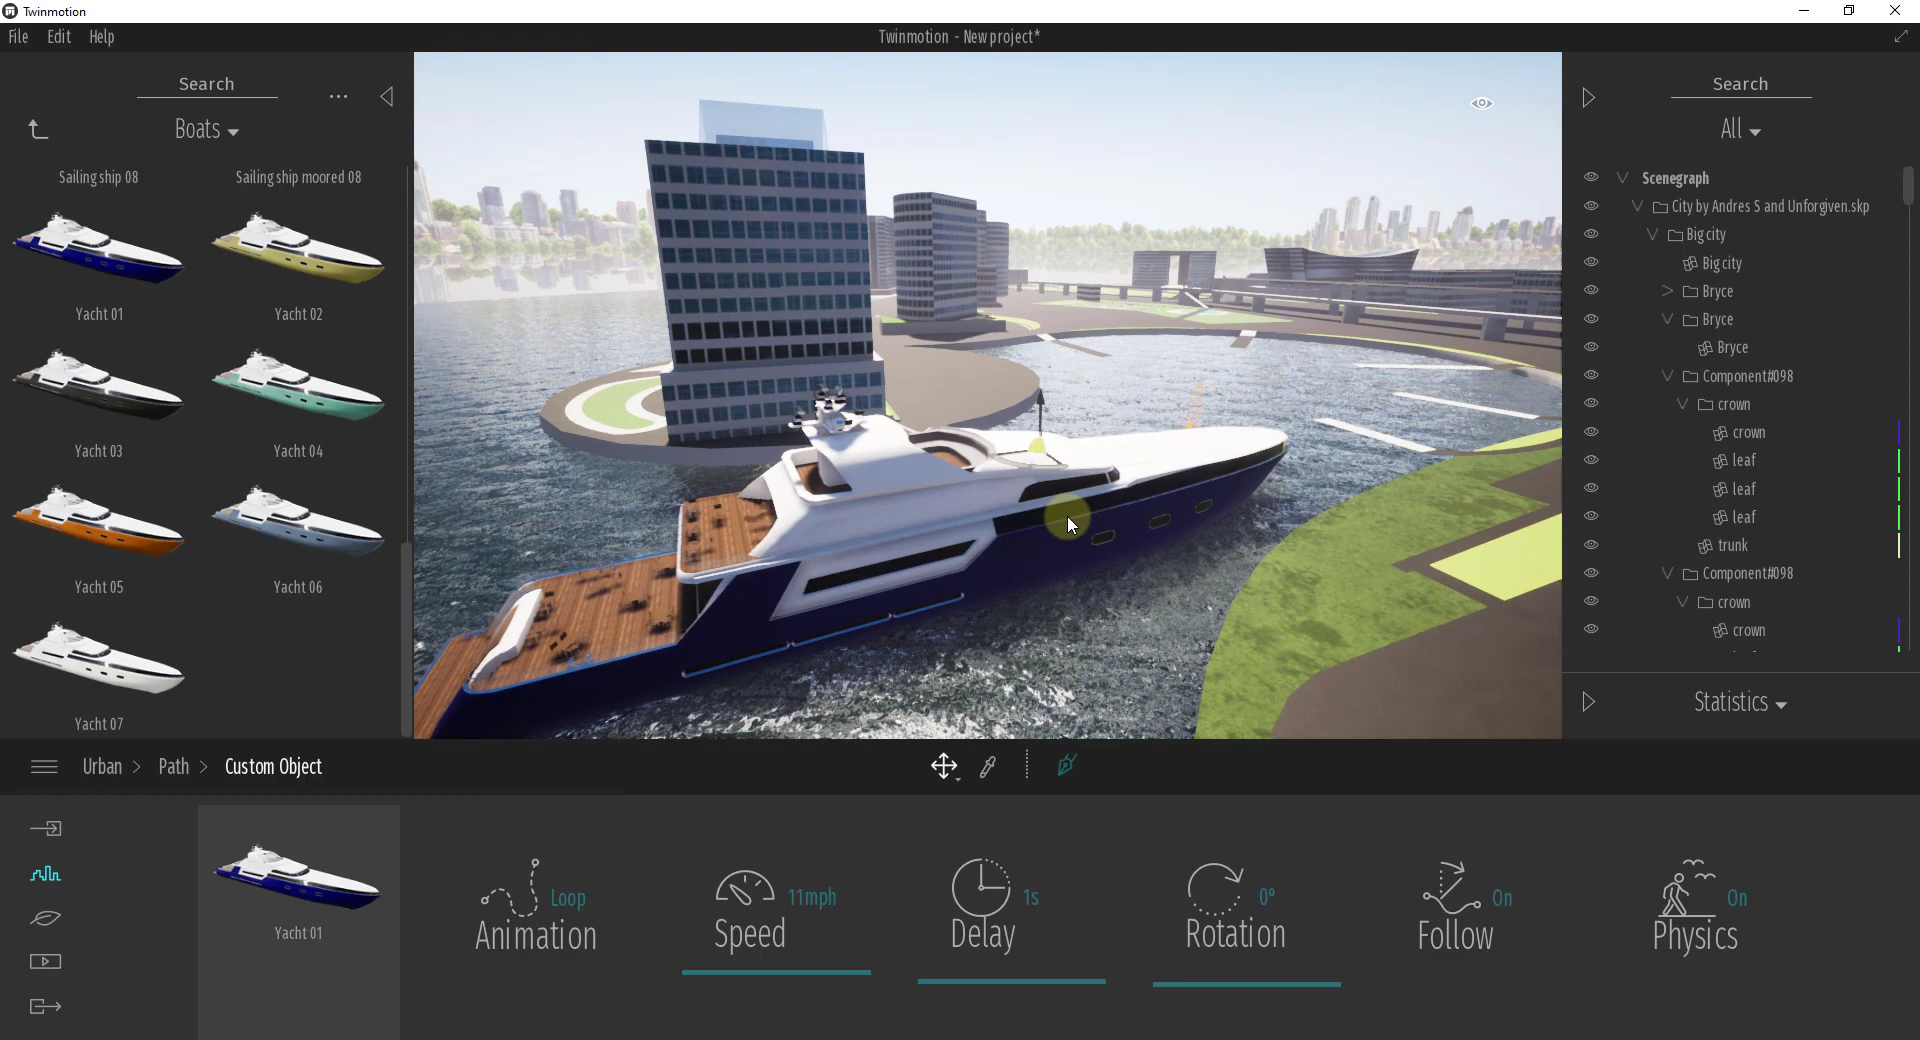 Twinmotion
File Edit Help
Twinmotion - New project*
Search
...
Boats
Sailing ship 08
Sailing ship moored 08
Yacht 01
Yacht 02
Yacht 03
Yacht 04
Yacht 05
Yacht 06
Yacht 07
Search
All
Scenegraph
City by Andres S and Unforgiven.skp
Big city
Big city
Bryce
Bryce
Bryce
Component#098
crown
crown
leaf
leaf
leaf
trunk
Component#098
crown
crown
Statistics
Urban > Path > Custom Object
Yacht 01
Loop
Animation
11mph
Speed
1s
Delay
0°
Rotation
On
Follow
On
Physics